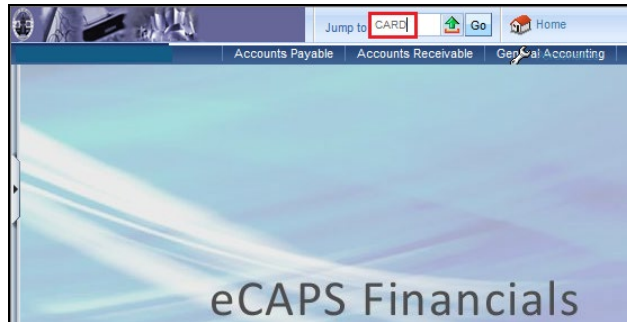 Jump to CARD Go Home
Accounts Payable Accounts Receivable General Accounting
eCAPS Financials